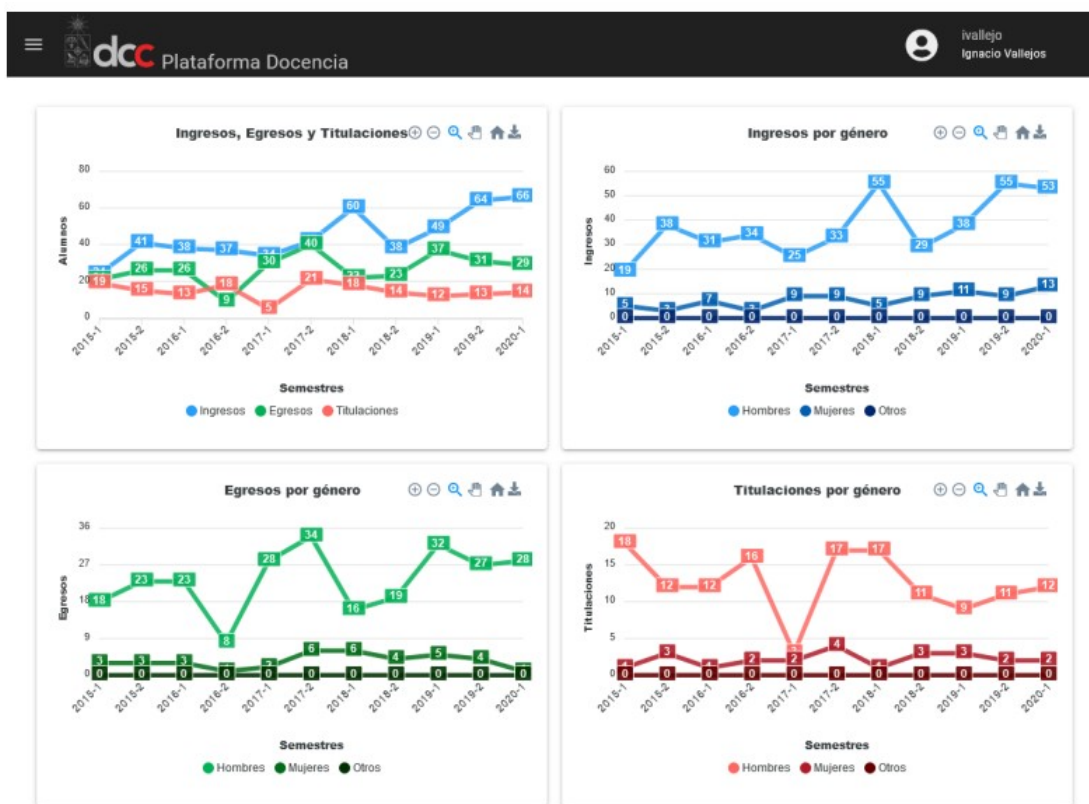 dcc Plataforma Docencia
ivallejo
Ignacio Vallejos
Ingresos, Egresos y Titulaciones
80
60
40
20
0
Alumnos
41 38 37 60 38 49 64 66
26 26 9 30 40 23 37 31 29
19 15 13 18 5 21 18 14 12 13 14
2015-1 2015-2 2016-1 2016-2 2017-1 2017-2 2018-1 2018-2 2019-1 2019-2 2020-1
Semestres
Ingresos Egresos Titulaciones
Ingresos por género
60
50
40
30
20
10
0
Ingresos
19 38 31 34 25 33 55 29 38 55 53
5 7 9 9 5 9 11 9 13
0 0 0 0 0 0 0 0 0 0 0
2015-1 2015-2 2016-1 2016-2 2017-1 2017-2 2018-1 2018-2 2019-1 2019-2 2020-1
Semestres
Hombres Mujeres Otros
Egresos por género
36
27
18
9
0
Egresos
18 23 23 8 28 34 16 19 32 27 28
3 3 3 6 6 4 5 4
0 0 0 0 0 0 0 0 0 0 0
2015-1 2015-2 2016-1 2016-2 2017-1 2017-2 2018-1 2018-2 2019-1 2019-2 2020-1
Semestres
Hombres Mujeres Otros
Titulaciones por género
20
15
10
5
0
Titulaciones
18 12 12 16 17 17 11 9 11 12
3 2 2 4 3 3 2 2
0 0 0 0 0 0 0 0 0 0 0
2015-1 2015-2 2016-1 2016-2 2017-1 2017-2 2018-1 2018-2 2019-1 2019-2 2020-1
Semestres
Hombres Mujeres Otros